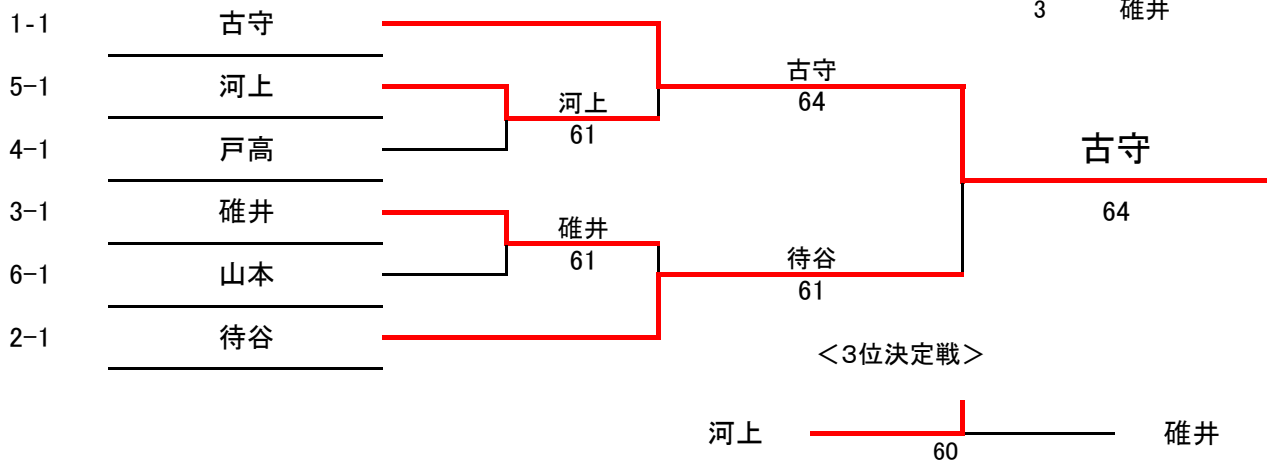 3 碓井
1-1 古守
5-1 河上
古守
64
河上
61
4-1 戸高
古守
64
3-1 碓井
碓井
61
6-1 山本
待谷
61
2-1 待谷
＜3位決定戦＞
河上 60 碓井